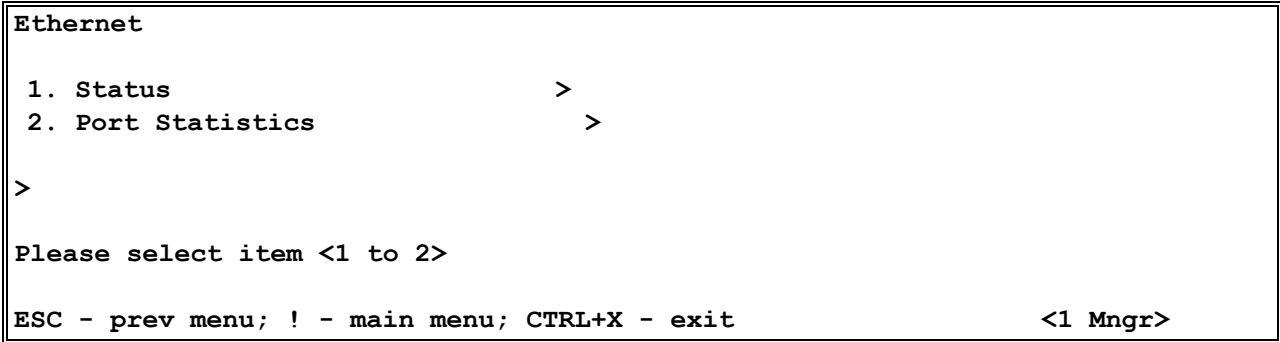 Ethernet
1. Status >
2. Port Statistics >
>
Please select item <1 to 2>
ESC - prev menu; ! - main menu; CTRL+X - exit <1 Mngr>